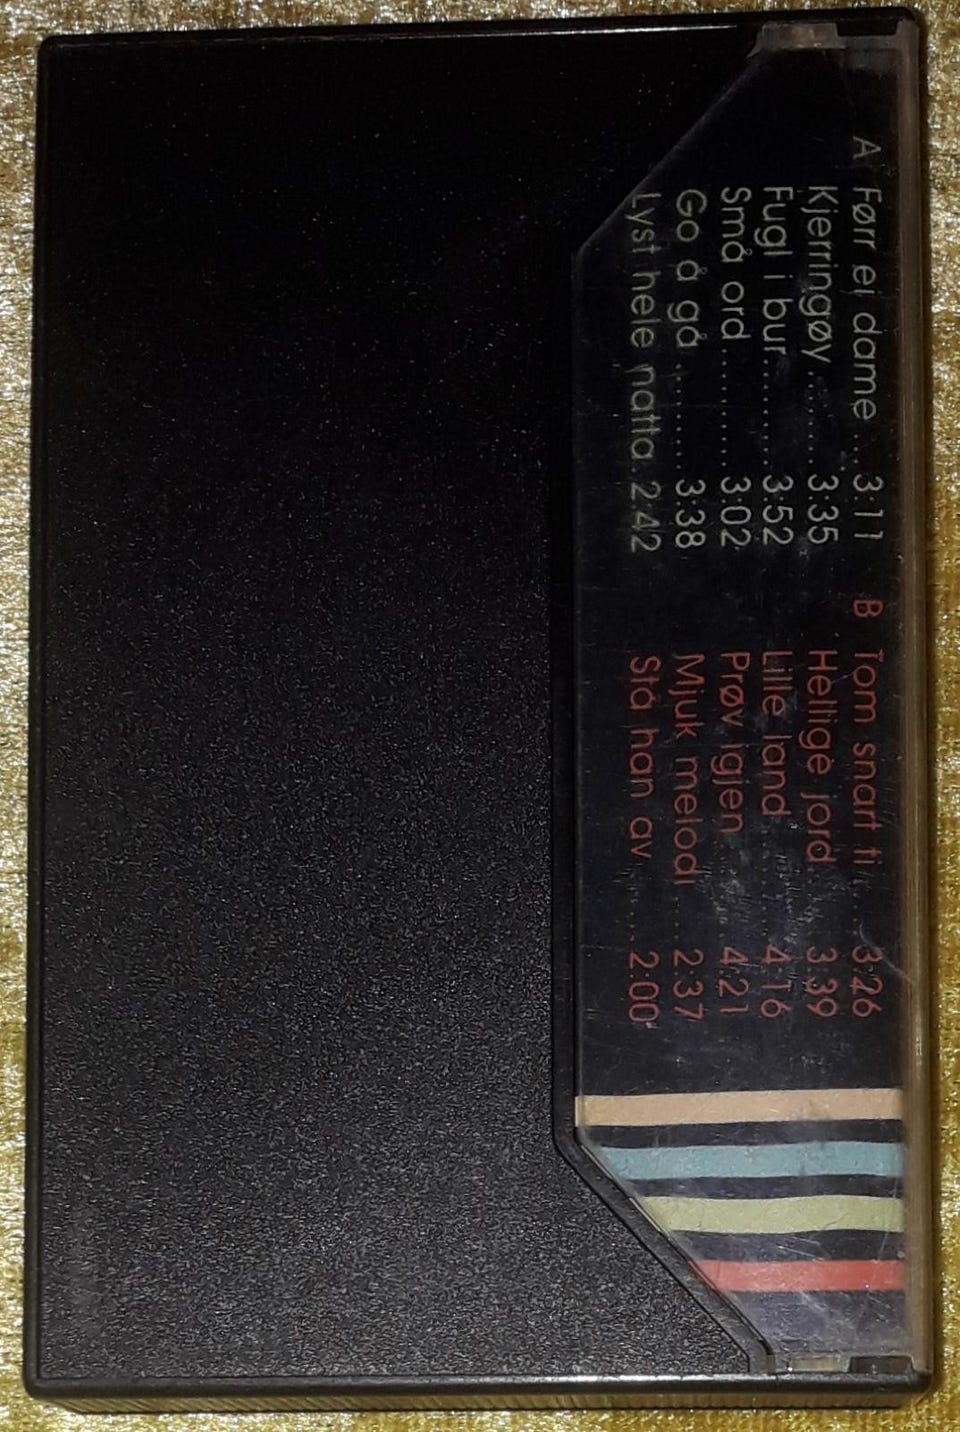 A Førr ei dame .... 3:11
Kjerringøy ........ 3:35
Fugl i bur.......... 3:52
Små ord ........... 3:02
Go å gå .......... 3:38
Lyst hele natta. 2:42
B Tom snart ti .... 3:26
Hellige jord ...... 3:39
Lille land ......... 4:16
Prøv igjen ....... 4:21
Mjuk melodi .... 2:37
Stå han av ...... 2:00